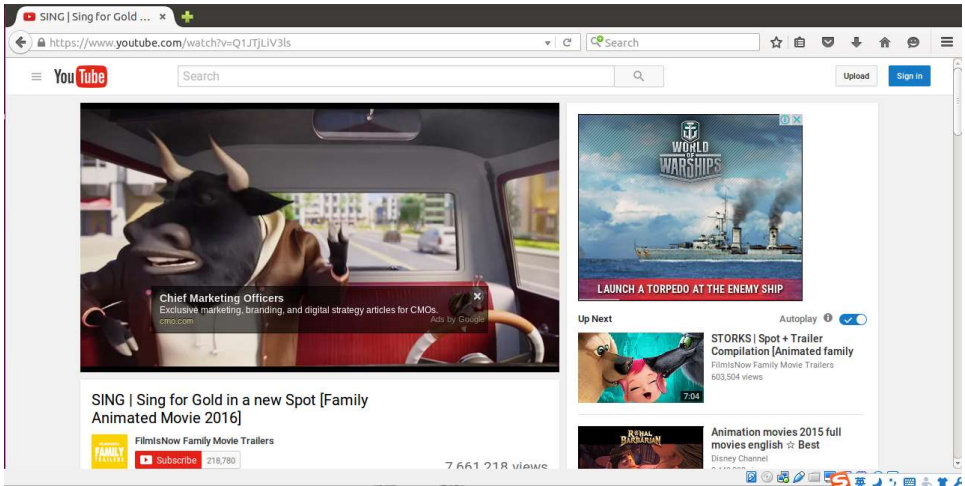 SING | Sing for Gold ...
https://www.youtube.com/watch?v=Q1JTjLiV3ls
Search
YouTube
Search
Upload
Sign in
WORLD
OF
WARSHIPS
LAUNCH A TORPEDO AT THE ENEMY SHIP
Chief Marketing Officers
Exclusive marketing, branding, and digital strategy articles for CMOs.
cmo.com
Ads by Google
Up Next
Autoplay
STORKS | Spot + Trailer
Compilation [Animated family
FilmIsNow Family Movie Trailers
603,504 views
7:04
SING | Sing for Gold in a new Spot [Family
Animated Movie 2016]
FilmIsNow Family Movie Trailers
FAMILY
TRAILERS
Subscribe
218,780
7,661,218 views
RONAL
BARBARIAN
Animation movies 2015 full
movies english ☆ Best
Disney Channel
英